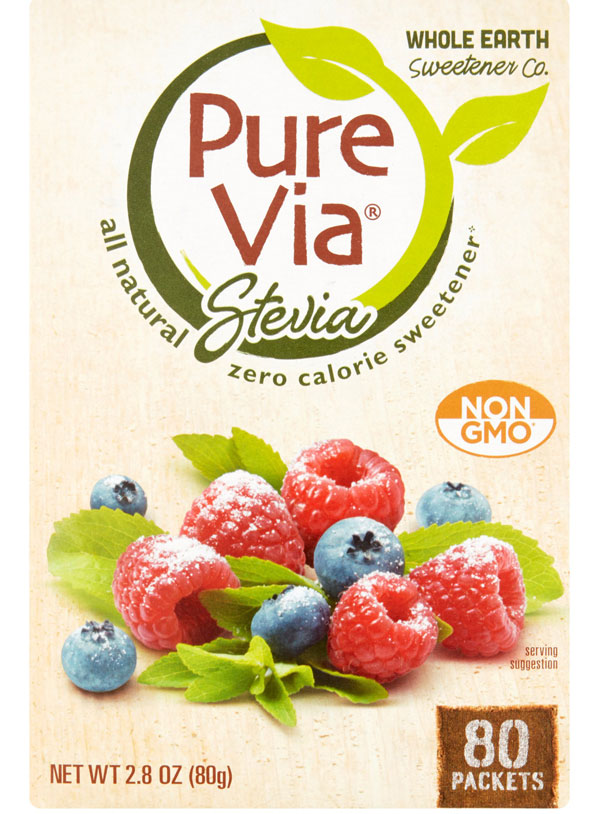 WHOLE EARTH
Sweetener Co.
Pure
Via®
Stevia
all natural
zero calorie sweetener*
NON
GMO*
serving
suggestion
80
PACKETS
NET WT 2.8 OZ (80g)